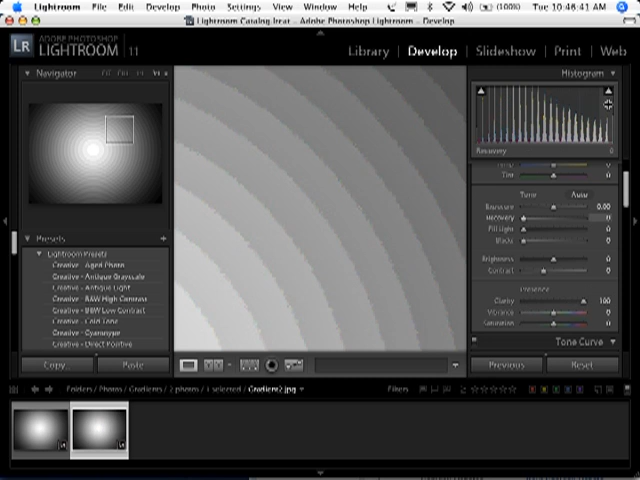 Lightroom File Edit Develop Photo Settings View Window Help (100%) Tue 10:46:41 AM
Lightroom Catalog.lrcat - Adobe Photoshop Lightroom - Develop
LR ADOBE PHOTOSHOP LIGHTROOM 1.1
Library | Develop | Slideshow | Print | Web
Navigator
Histogram
Recovery 0
Tint 0
Tone Auto
Exposure 0.00
Recovery 0
Fill Light 0
Blacks 0
Brightness 0
Contrast 0
Presence
Clarity 100
Vibrance 0
Saturation 0
Tone Curve
Presets
Lightroom Presets
Creative - Aged Photo
Creative - Antique Grayscale
Creative - Antique Light
Creative - B&W High Contrast
Creative - B&W Low Contrast
Creative - Cold Tone
Creative - Cyanotype
Creative - Direct Positive
Copy... Paste
Previous Reset
Folders / Photos / Gradients / 2 photos / 1 selected / Gradient2.jpg
Filters